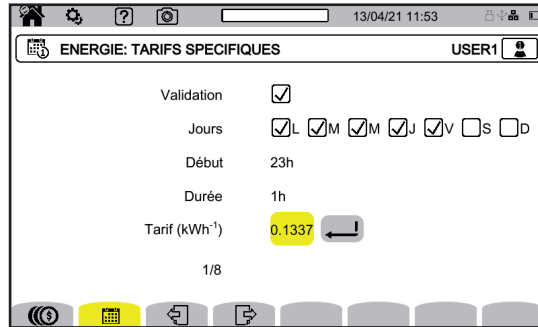 ? 13/04/21 11:53
ENERGIE: TARIFS SPECIFIQUES USER1
Validation
Jours L M M J V S D
Début 23h
Durée 1h
Tarif (kWh⁻¹) 0.1337
1/8